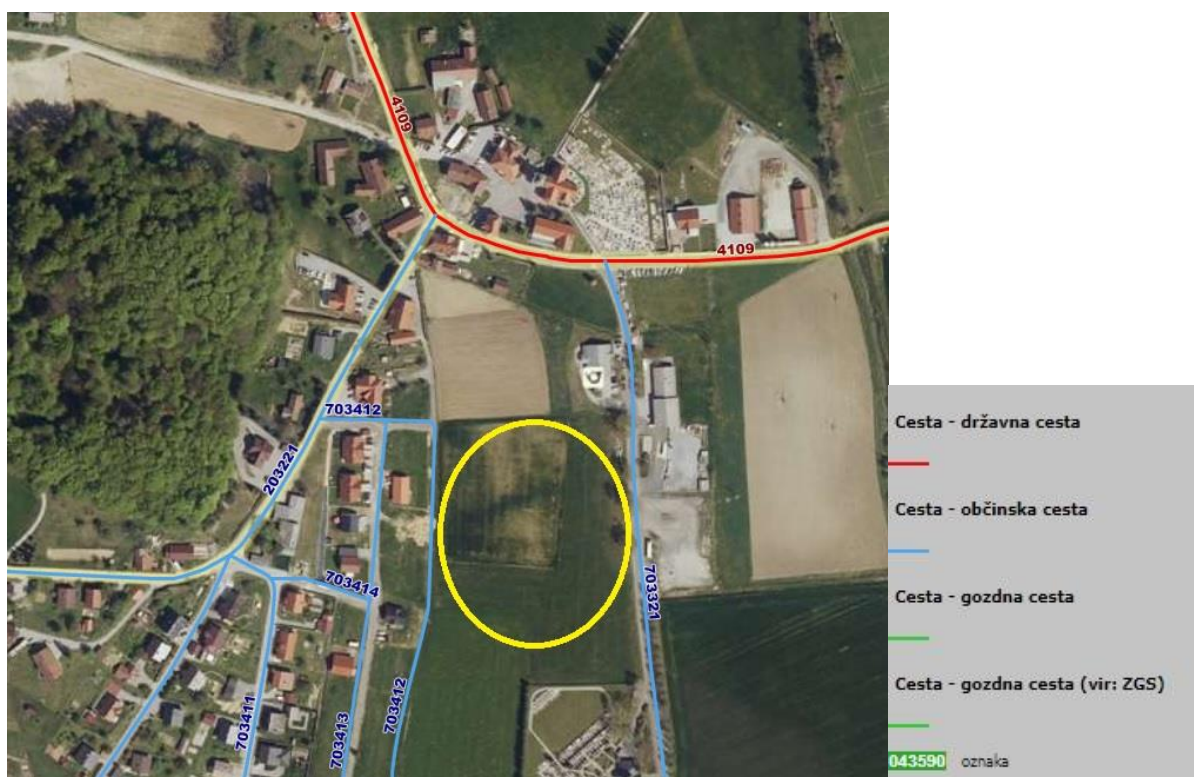 4109
4109
703412
203221
703414
703321
703411
703413
703412
Cesta - državna cesta
Cesta - občinska cesta
Cesta - gozdna cesta
Cesta - gozdna cesta (vir: ZGS)
043590 oznaka